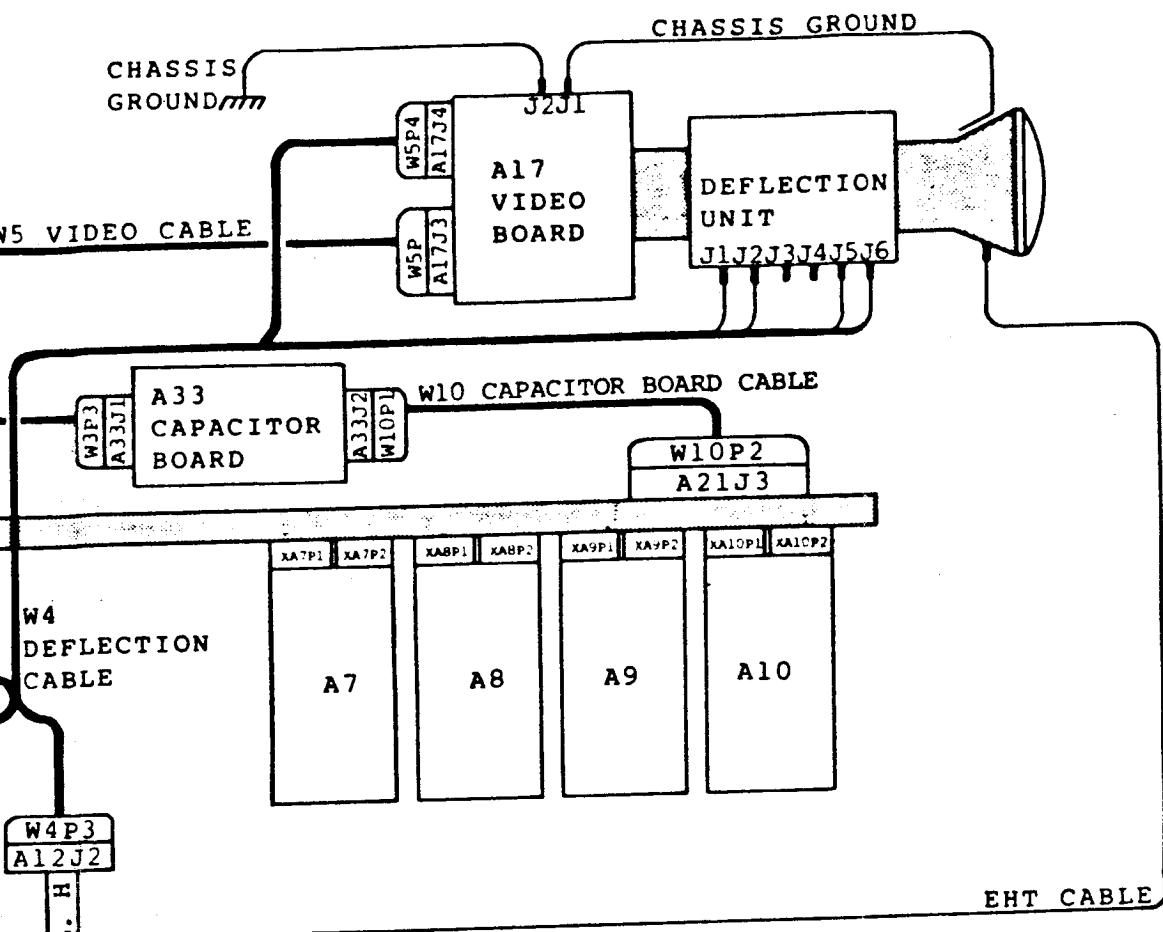 CHASSIS GROUND
CHASSIS
GROUND
J2J1
W5P4
A17J4
A17
VIDEO
BOARD
DEFLECTION
UNIT
W5 VIDEO CABLE
W5P
A17J3
J1J2J3J4J5J6
W3P3
A33J1
A33
CAPACITOR
BOARD
A33J2
W10P1
W10 CAPACITOR BOARD CABLE
W10P2
A21J3
XA7P1 XA7P2 XA8P1 XA8P2 XA9P1 XA9P2 XA10P1 XA10P2
W4
DEFLECTION
CABLE
A7 A8 A9 A10
W4P3
A12J2
H
EHT CABLE